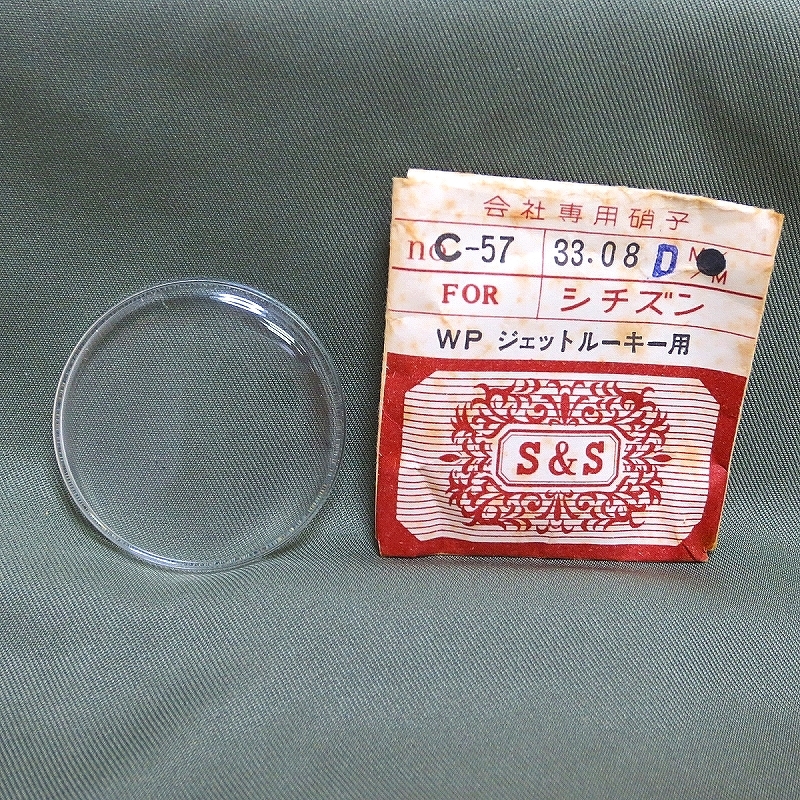 会社専用硝子
no C-57 33.08 D M/M
FOR シチズン
WP ジェットルーキー用
S&S